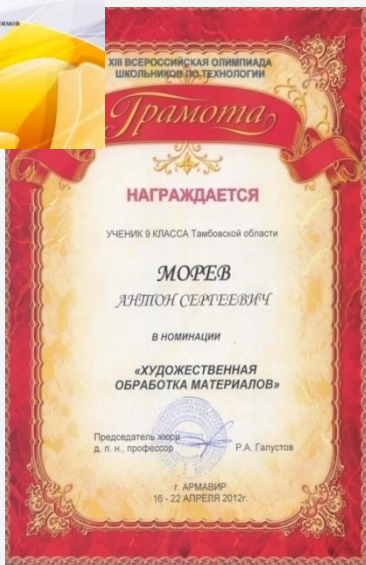 XIII ВСЕРОССИЙСКАЯ ОЛИМПИАДА
ШКОЛЬНИКОВ ПО ТЕХНОЛОГИИ
Грамота
НАГРАЖДАЕТСЯ
УЧЕНИК 9 КЛАССА Тамбовской области
МОРЕВ
АНТОН СЕРГЕЕВИЧ
В НОМИНАЦИИ
«ХУДОЖЕСТВЕННАЯ
ОБРАБОТКА МАТЕРИАЛОВ»
Председатель жюри
д. п. н., профессор Р.А. Галустов
г. АРМАВИР
16 - 22 АПРЕЛЯ 2012г.